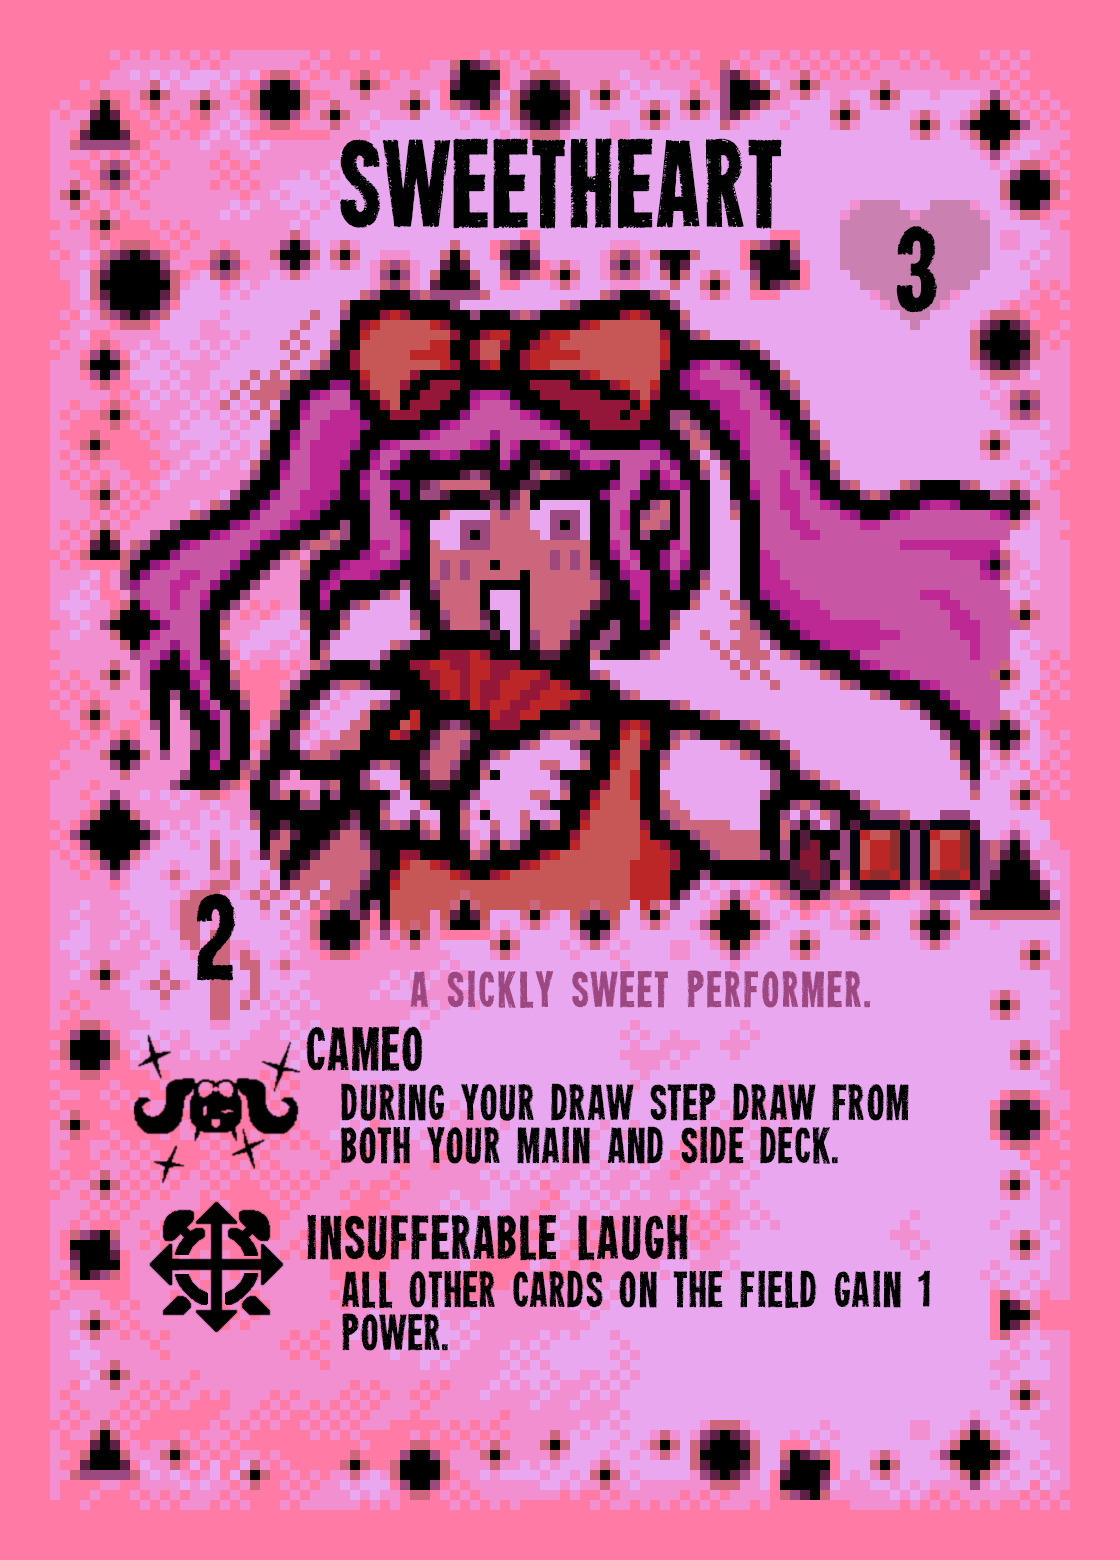 SWEETHEART
3
2
A SICKLY SWEET PERFORMER.
CAMEO
DURING YOUR DRAW STEP DRAW FROM
BOTH YOUR MAIN AND SIDE DECK.
INSUFFERABLE LAUGH
ALL OTHER CARDS ON THE FIELD GAIN 1
POWER.